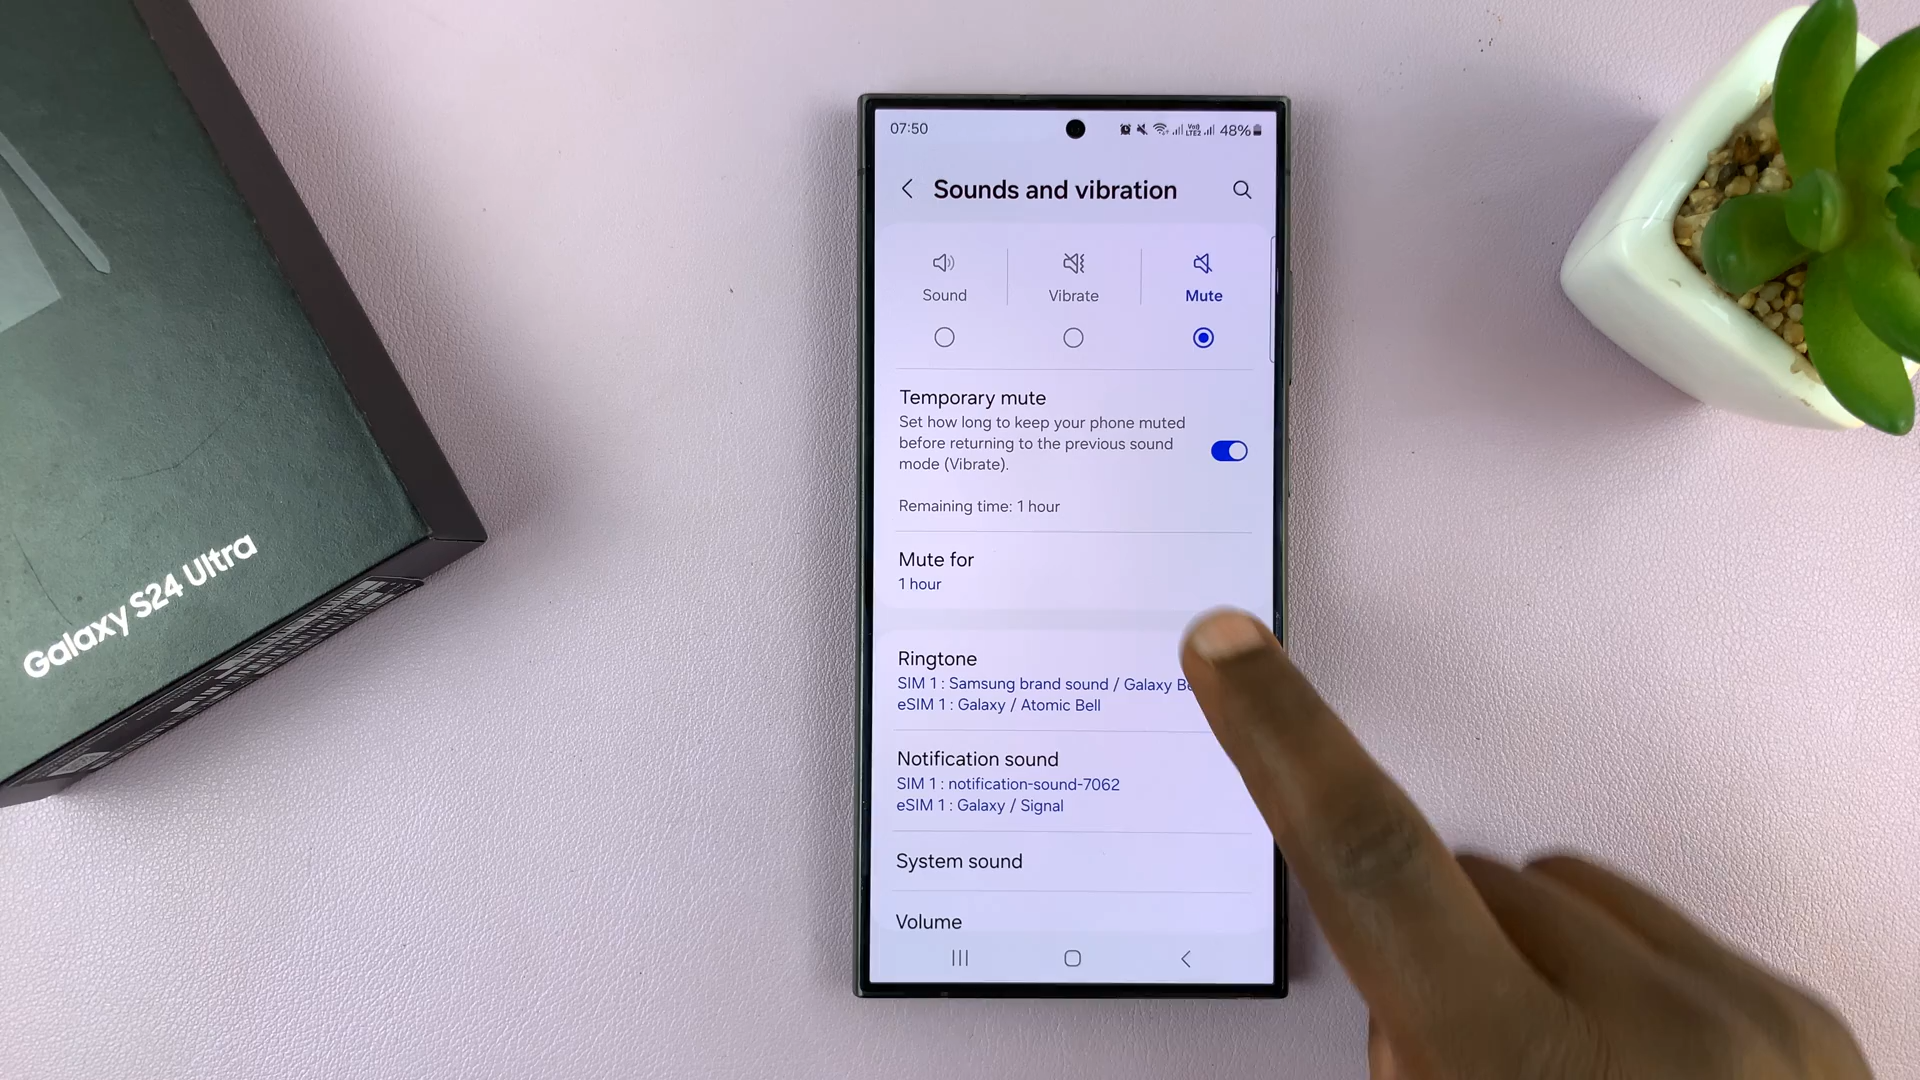 Galaxy S24 Ultra
07:50
48%
Sounds and vibration
Sound
Vibrate
Mute
Temporary mute
Set how long to keep your phone muted
before returning to the previous sound
mode (Vibrate).
Remaining time: 1 hour
Mute for
1 hour
Ringtone
SIM 1 : Samsung brand sound / Galaxy
eSIM 1 : Galaxy / Atomic Bell
Notification sound
SIM 1 : notification-sound-7062
eSIM 1 : Galaxy / Signal
System sound
Volume